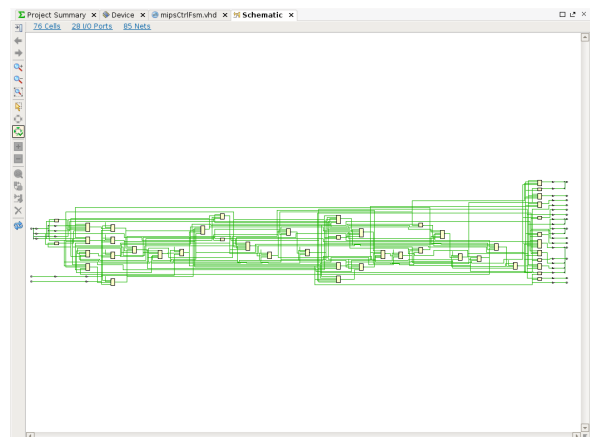 Project Summary × Device × mipsCtrlFsm.vhd × Schematic ×
76 Cells 28 I/O Ports 85 Nets